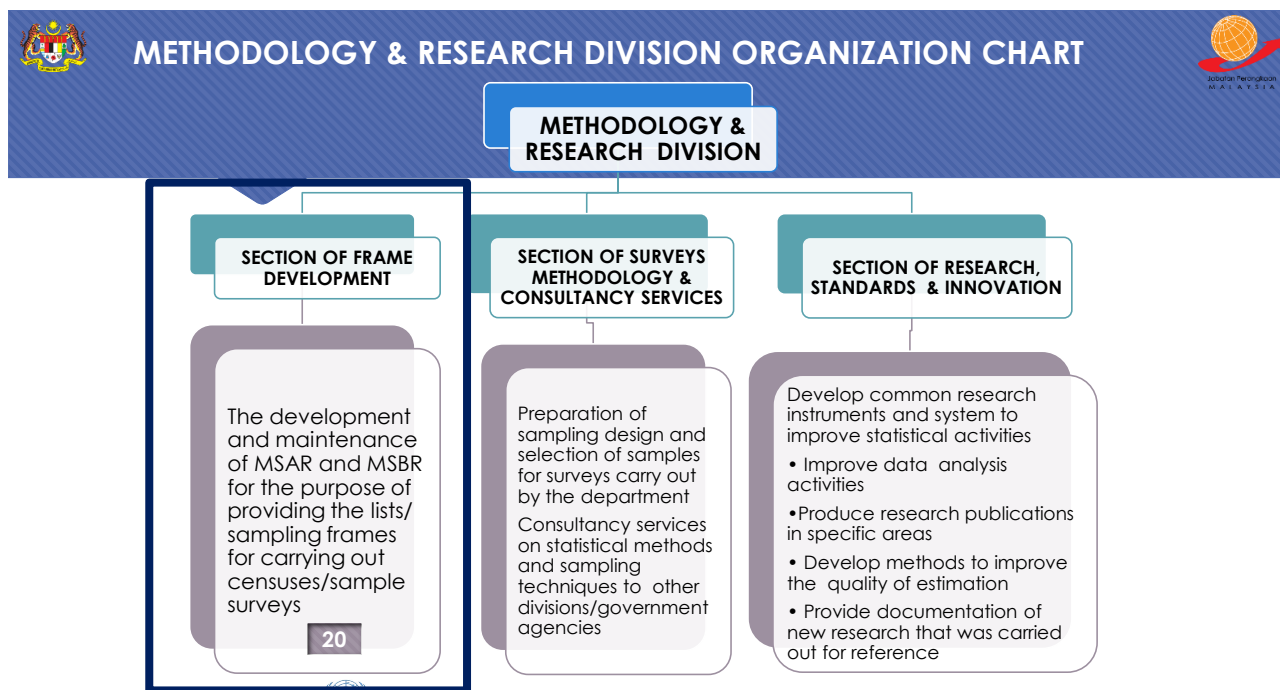 METHODOLOGY & RESEARCH DIVISION ORGANIZATION CHART
Jabatan Perangkaan
MALAYSIA
METHODOLOGY &
RESEARCH DIVISION
SECTION OF FRAME
DEVELOPMENT
The development
and maintenance
of MSAR and MSBR
for the purpose of
providing the lists/
sampling frames
for carrying out
censuses/sample
surveys
20
SECTION OF SURVEYS
METHODOLOGY &
CONSULTANCY SERVICES
Preparation of
sampling design and
selection of samples
for surveys carry out
by the department
Consultancy services
on statistical methods
and sampling
techniques to other
divisions/government
agencies
SECTION OF RESEARCH,
STANDARDS & INNOVATION
Develop common research
instruments and system to
improve statistical activities
• Improve data analysis
activities
•Produce research publications
in specific areas
• Develop methods to improve
the quality of estimation
• Provide documentation of
new research that was carried
out for reference